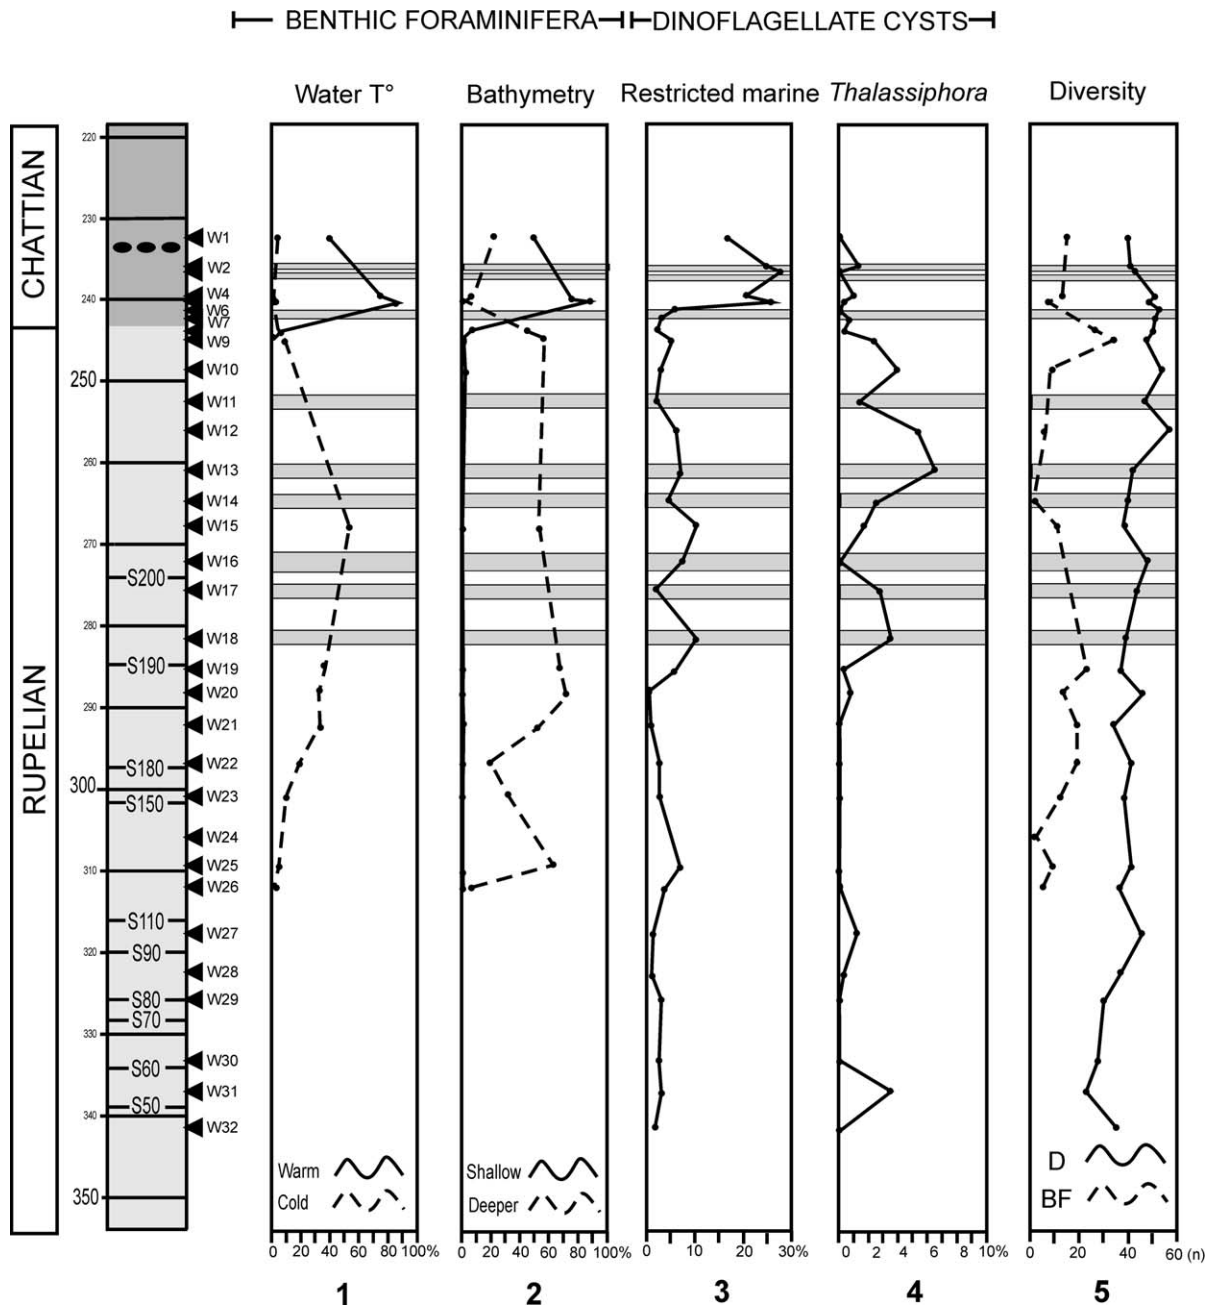 BENTHIC FORAMINIFERA
DINOFLAGELLATE CYSTS
Water T°
Bathymetry
Restricted marine
Thalassiphora
Diversity
CHATTIAN
RUPELIAN
220
230
240
250
260
270
280
290
300
310
320
330
340
350
S200
S190
S180
S150
S110
S90
S80
S70
S60
S50
W1
W2
W4
W6
W7
W9
W10
W11
W12
W13
W14
W15
W16
W17
W18
W19
W20
W21
W22
W23
W24
W25
W26
W27
W28
W29
W30
W31
W32
Warm
Cold
Shallow
Deeper
D
BF
0 20 40 60 80 100%
0 20 40 60 80 100%
0 10 20 30%
0 2 4 6 8 10%
0 20 40 60 (n)
1
2
3
4
5